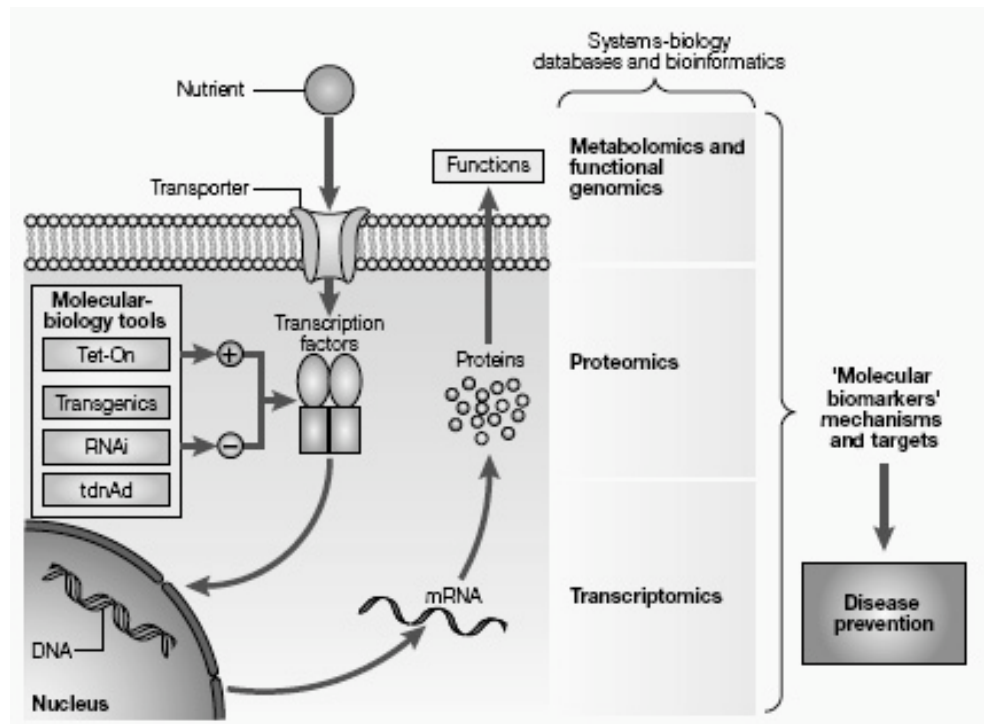 Systems-biology
databases and bioinformatics
Nutrient
Functions
Metabolomics and
functional
genomics
Transporter
Molecular-
biology tools
Tet-On
Transgenics
RNAi
tdnAd
+
−
Transcription
factors
Proteins
Proteomics
'Molecular
biomarkers'
mechanisms
and targets
mRNA
Transcriptomics
Disease
prevention
DNA
Nucleus